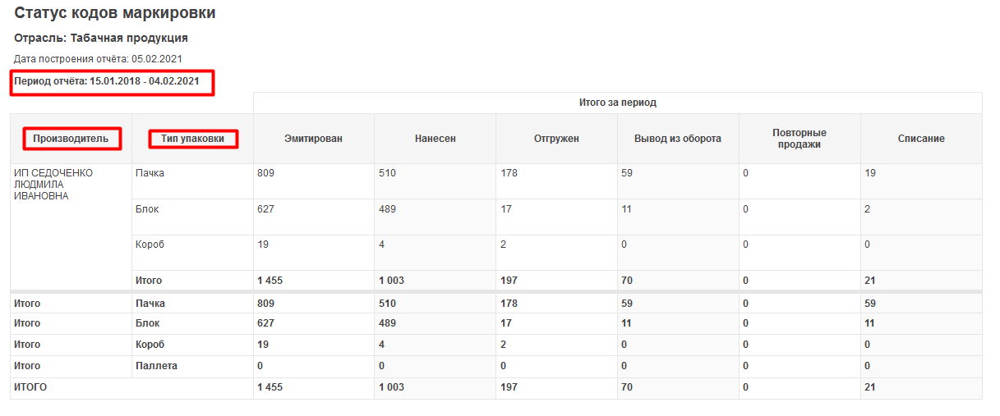 Статус кодов маркировки
Отрасль: Табачная продукция
Дата построения отчёта: 05.02.2021
Период отчёта: 15.01.2018 - 04.02.2021
Итого за период
Производитель Тип упаковки Эмитирован Нанесен Отгружен Вывод из оборота Повторные продажи Списание
ИП СЕДОЧЕНКО ЛЮДМИЛА ИВАНОВНА Пачка 809 510 178 59 0 19
Блок 627 489 17 11 0 2
Короб 19 4 2 0 0 0
Итого 1 455 1 003 197 70 0 21
Итого Пачка 809 510 178 59 0 59
Итого Блок 627 489 17 11 0 11
Итого Короб 19 4 2 0 0 0
Итого Паллета 0 0 0 0 0 0
ИТОГО 1 455 1 003 197 70 0 21